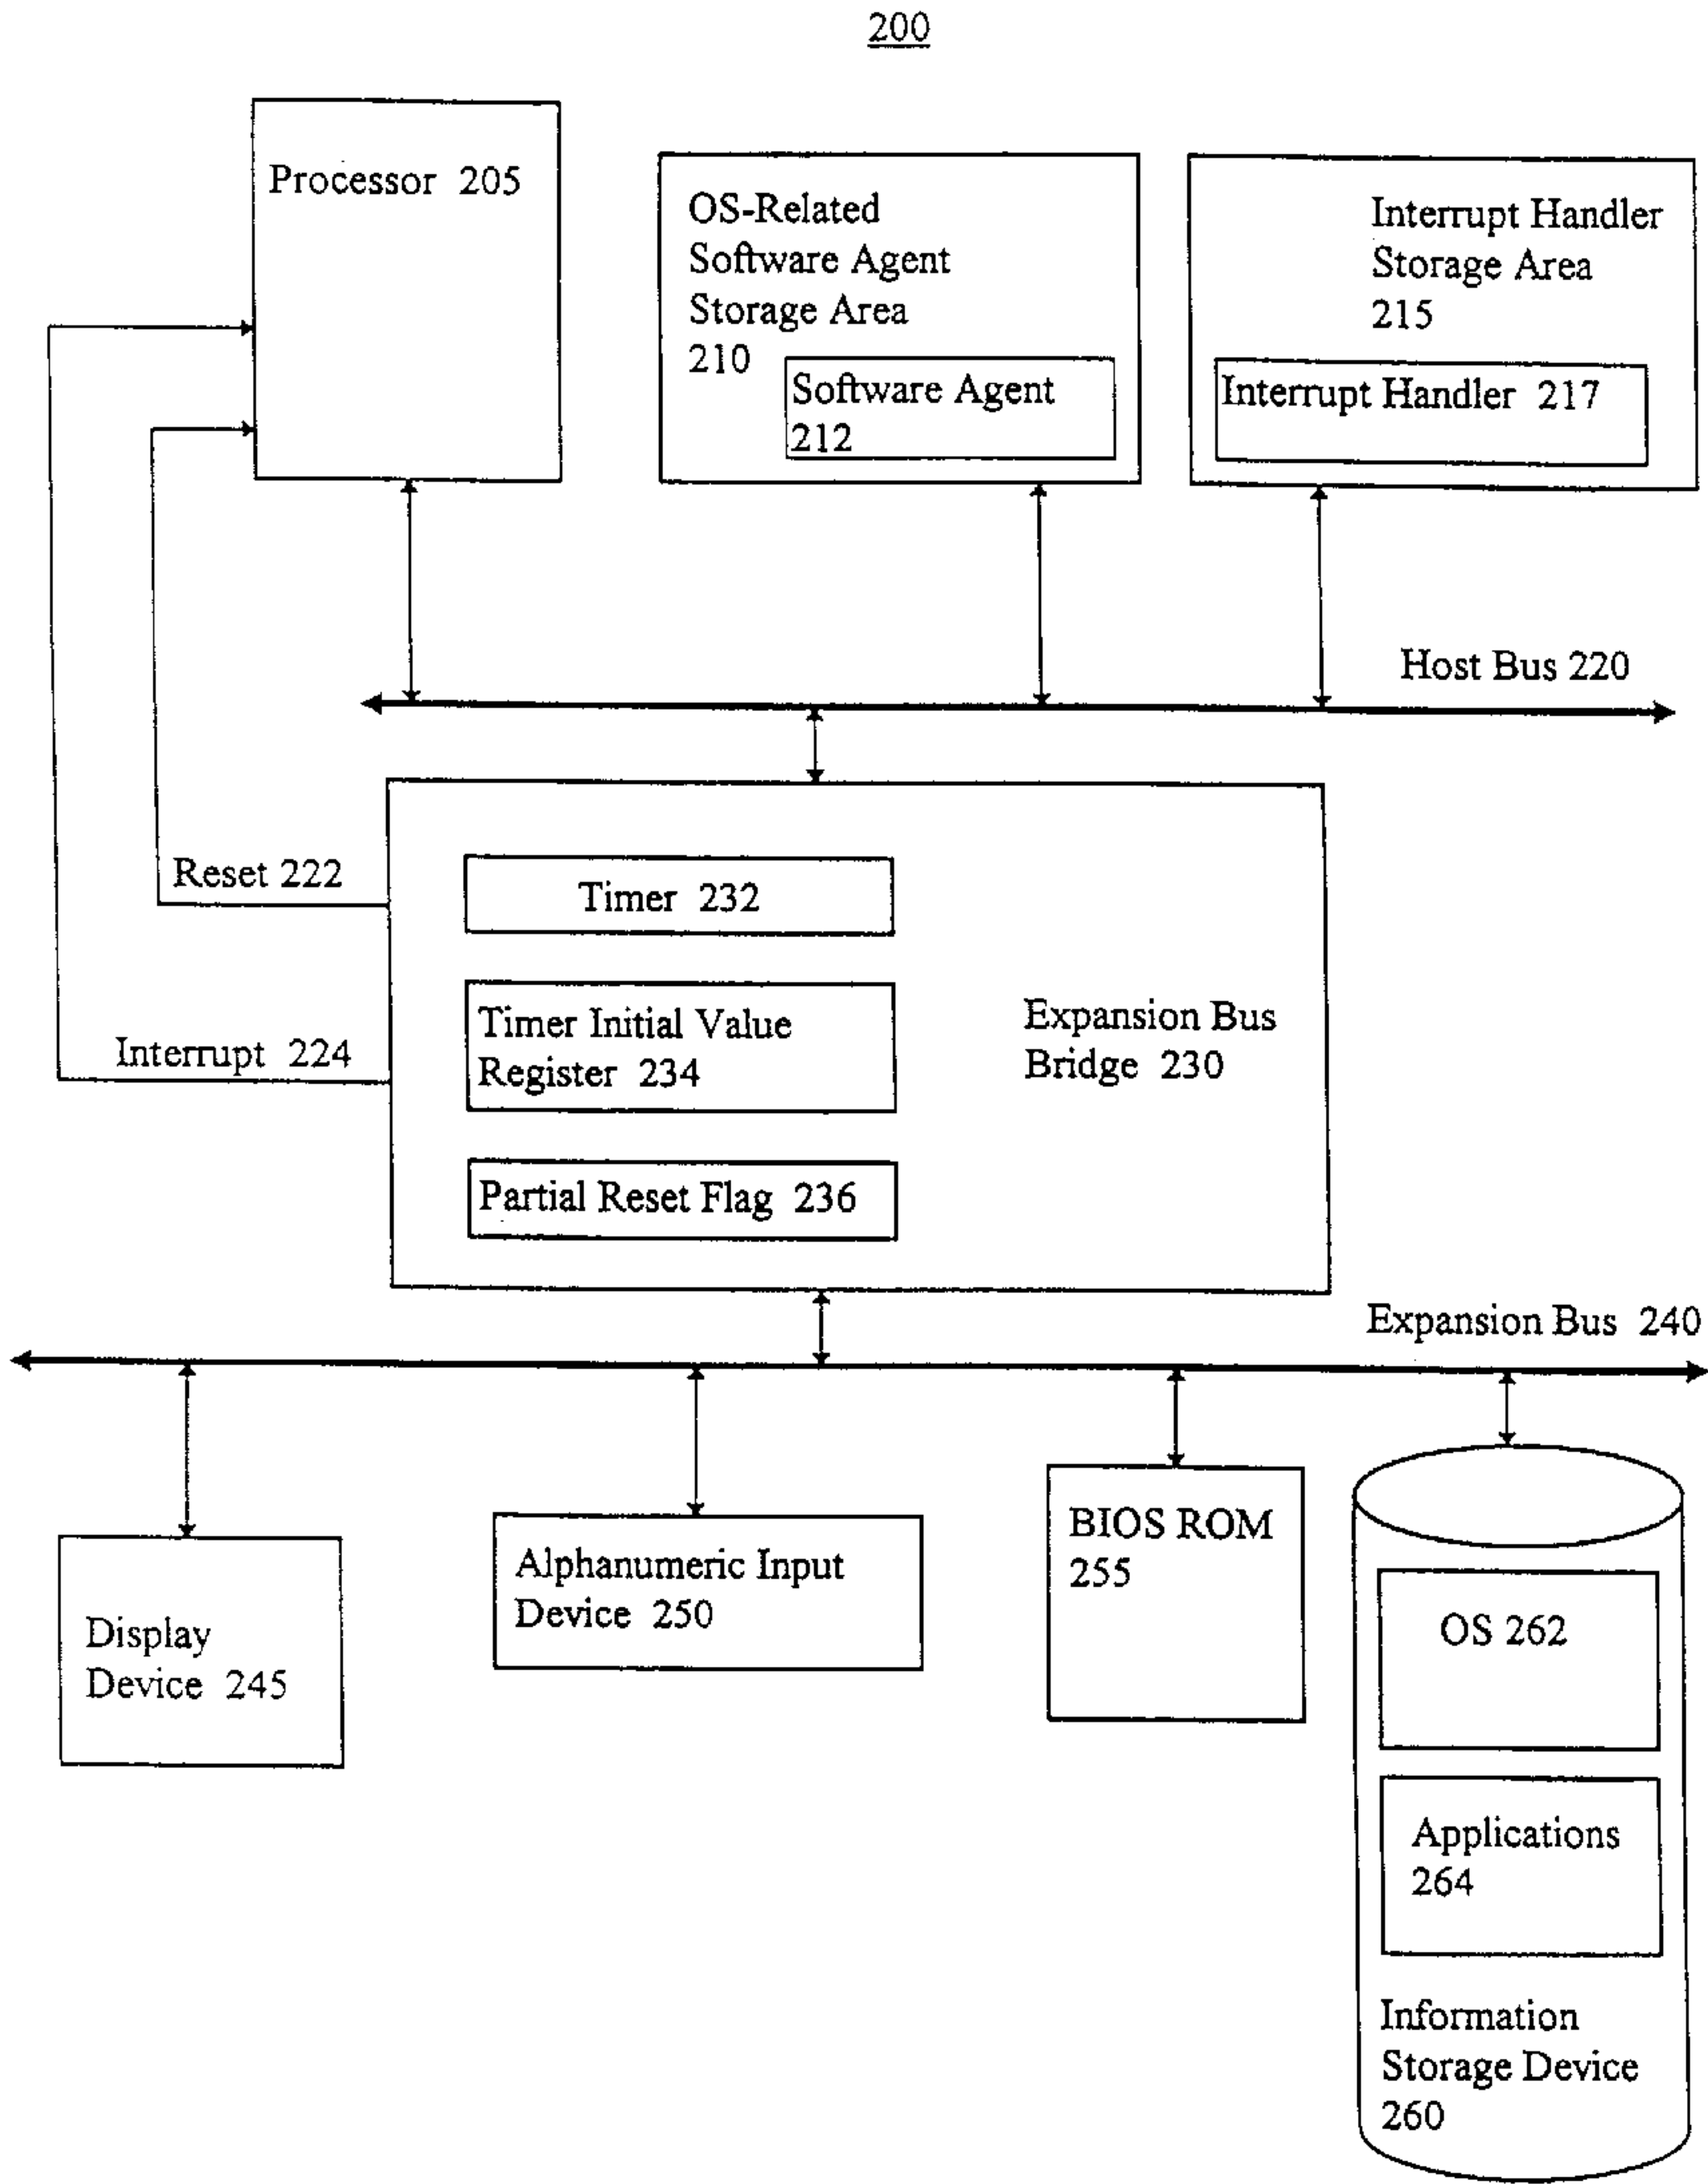 200
Processor 205
OS-Related
Software Agent
Storage Area
210
Software Agent
212
Interrupt Handler
Storage Area
215
Interrupt Handler 217
Host Bus 220
Reset 222
Interrupt 224
Timer 232
Timer Initial Value
Register 234
Partial Reset Flag 236
Expansion Bus
Bridge 230
Expansion Bus 240
Display
Device 245
Alphanumeric Input
Device 250
BIOS ROM
255
OS 262
Applications
264
Information
Storage Device
260